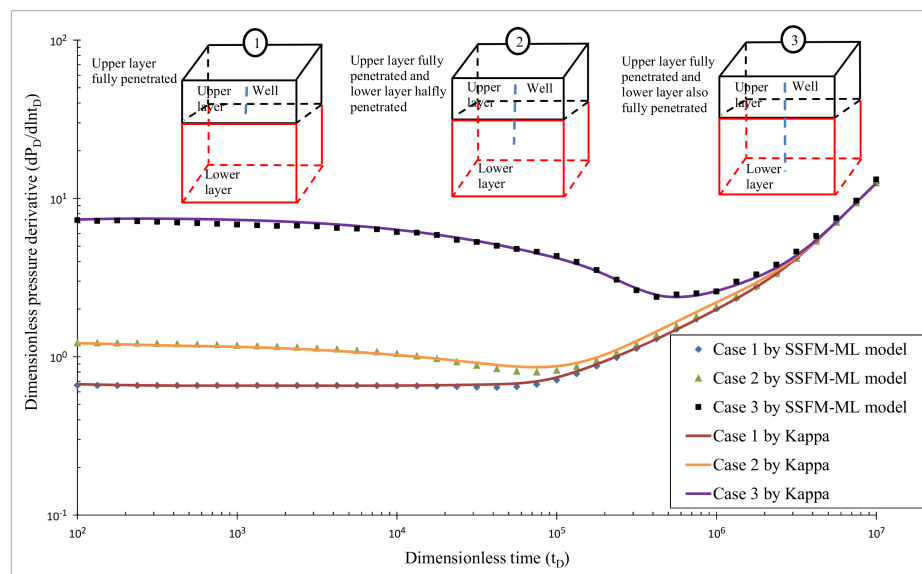 10²
10¹
10⁰
10⁻¹
Dimensionless pressure derivative (dP_D/dlnt_D)
1
Upper layer
fully penetrated
Upper
layer
Well
Lower
layer
2
Upper layer fully
penetrated and
lower layer halfly
penetrated
Upper
layer
Well
Lower
layer
3
Upper layer fully
penetrated and
lower layer also
fully penetrated
Upper
layer
Well
Lower
layer
Case 1 by SSFM-ML model
Case 2 by SSFM-ML model
Case 3 by SSFM-ML model
Case 1 by Kappa
Case 2 by Kappa
Case 3 by Kappa
10² 10³ 10⁴ 10⁵ 10⁶ 10⁷
Dimensionless time (t_D)